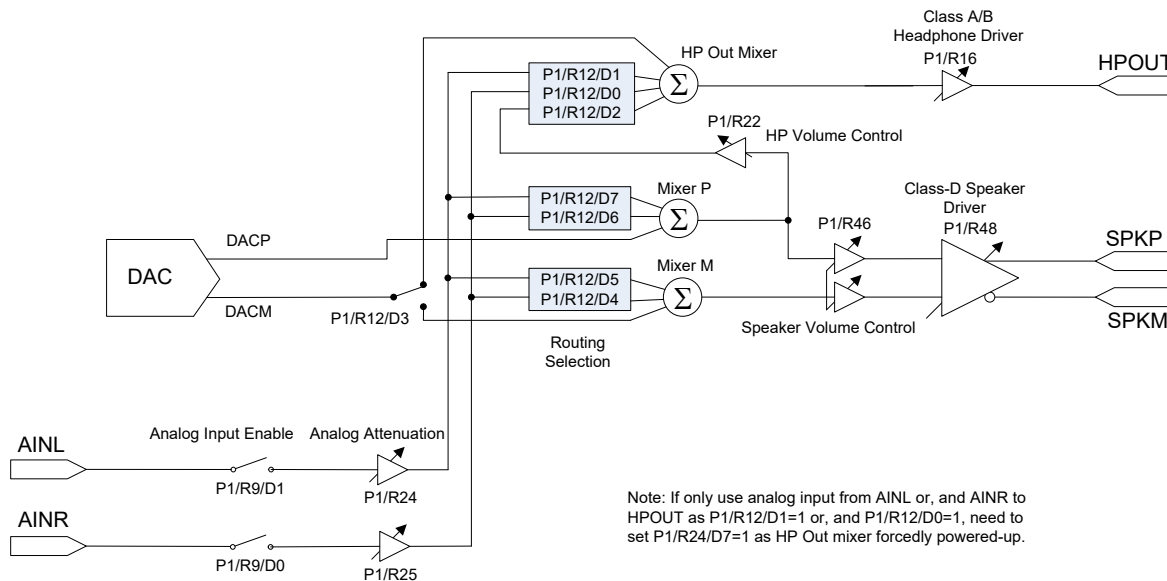 Class A/B
Headphone Driver
P1/R16
HPOUT
HP Out Mixer
P1/R12/D1
P1/R12/D0
P1/R12/D2
Σ
P1/R22
HP Volume Control
P1/R12/D7
P1/R12/D6
Mixer P
Σ
Class-D Speaker
Driver
P1/R48
P1/R46
SPKP
DAC
DACP
DACM
P1/R12/D3
P1/R12/D5
P1/R12/D4
Mixer M
Σ
Speaker Volume Control
SPKM
Routing
Selection
AINL
Analog Input Enable
Analog Attenuation
P1/R9/D1
P1/R24
AINR
P1/R9/D0
P1/R25
Note: If only use analog input from AINL or, and AINR to
HPOUT as P1/R12/D1=1 or, and P1/R12/D0=1, need to
set P1/R24/D7=1 as HP Out mixer forcedly powered-up.